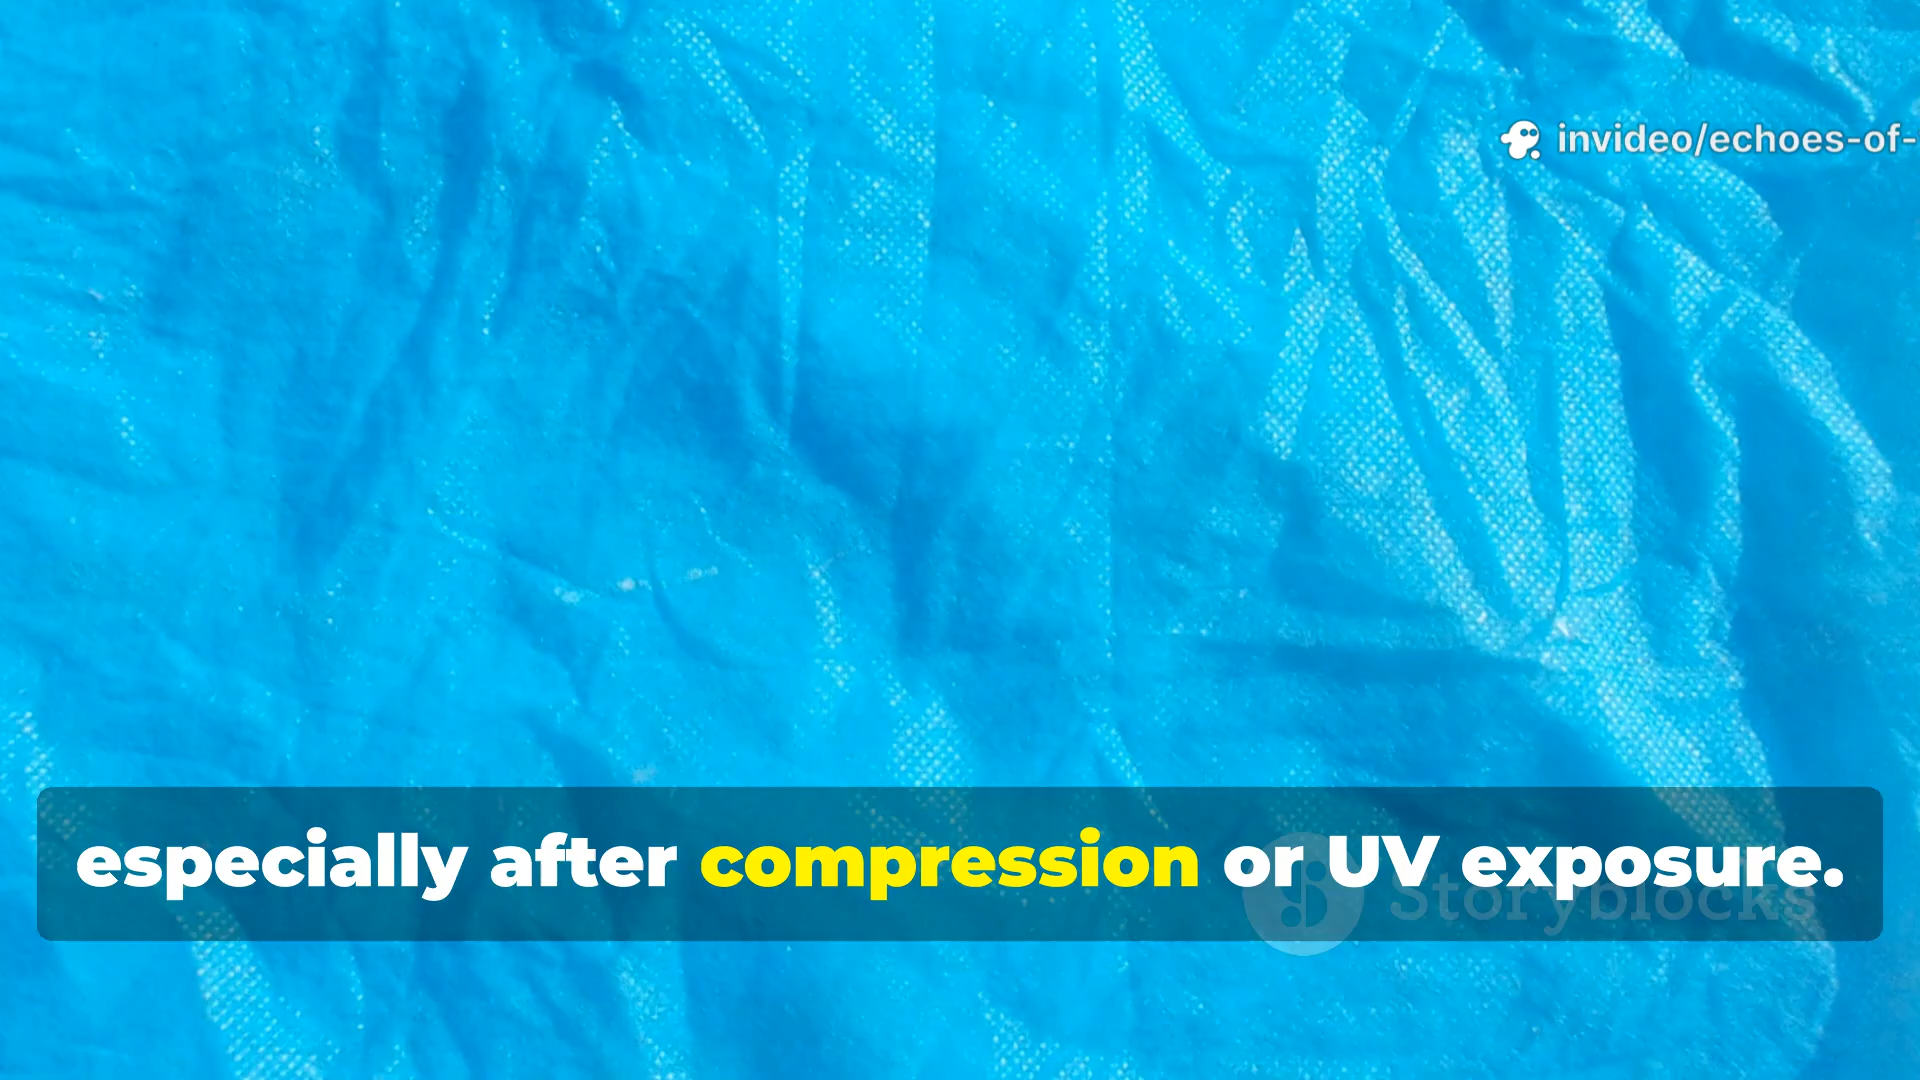 invideo/echoes-of-
especially after compression or UV exposure.
Storyblocks